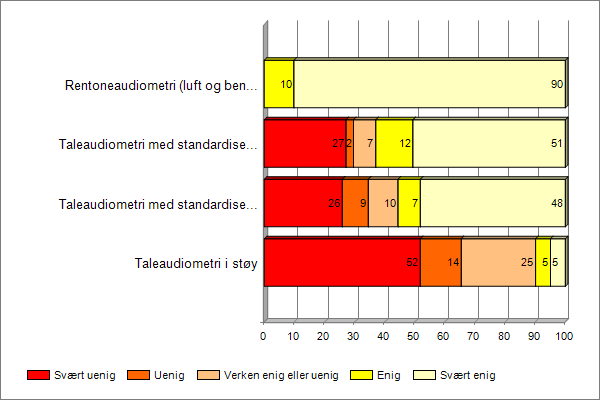 Rentoneaudiometri (luft og ben... 10 90
Taleaudiometri med standardise... 27 2 7 12 51
Taleaudiometri med standardise... 26 9 10 7 48
Taleaudiometri i støy 52 14 25 5 5
0 10 20 30 40 50 60 70 80 90 100
Svært uenig Uenig Verken enig eller uenig Enig Svært enig